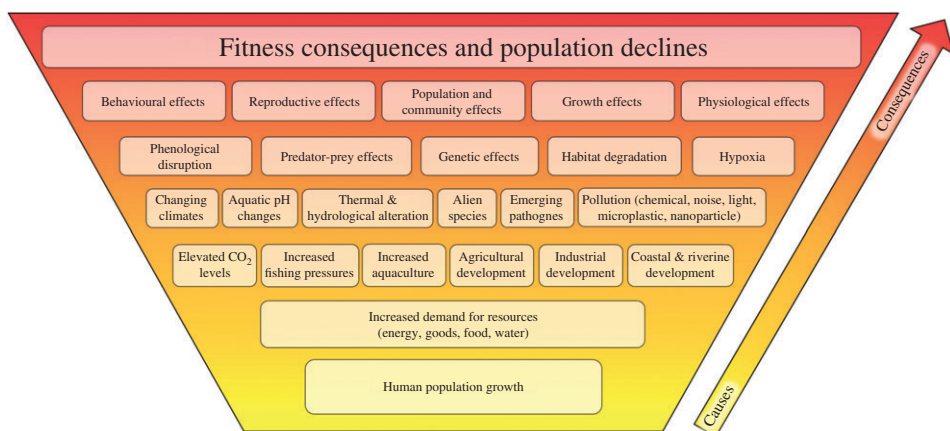 Fitness consequences and population declines
Behavioural effects
Reproductive effects
Population and
community effects
Growth effects
Physiological effects
Phenological
disruption
Predator-prey effects
Genetic effects
Habitat degradation
Hypoxia
Changing
climates
Aquatic pH
changes
Thermal &
hydrological alteration
Alien
species
Emerging
pathognes
Pollution (chemical, noise, light,
microplastic, nanoparticle)
Elevated CO₂
levels
Increased
fishing pressures
Increased
aquaculture
Agricultural
development
Industrial
development
Coastal & riverine
development
Increased demand for resources
(energy, goods, food, water)
Human population growth
Consequences
Causes